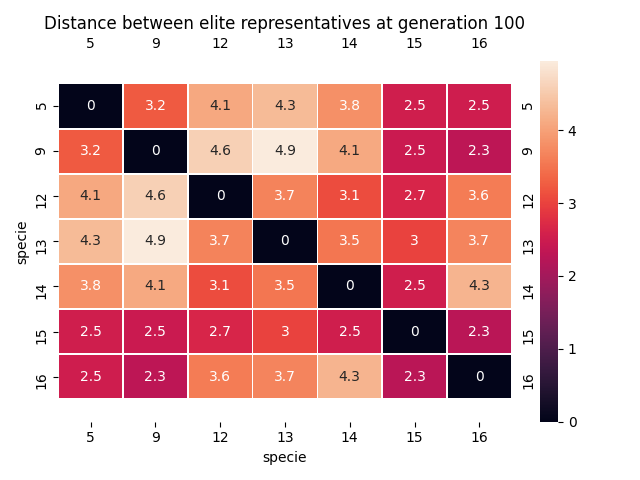 Distance between elite representatives at generation 100
5 9 12 13 14 15 16
5 0 3.2 4.1 4.3 3.8 2.5 2.5 5
9 3.2 0 4.6 4.9 4.1 2.5 2.3 9
12 4.1 4.6 0 3.7 3.1 2.7 3.6 12
13 4.3 4.9 3.7 0 3.5 3 3.7 13
14 3.8 4.1 3.1 3.5 0 2.5 4.3 14
15 2.5 2.5 2.7 3 2.5 0 2.3 15
16 2.5 2.3 3.6 3.7 4.3 2.3 0 16
5 9 12 13 14 15 16
specie
specie
4
3
2
1
0